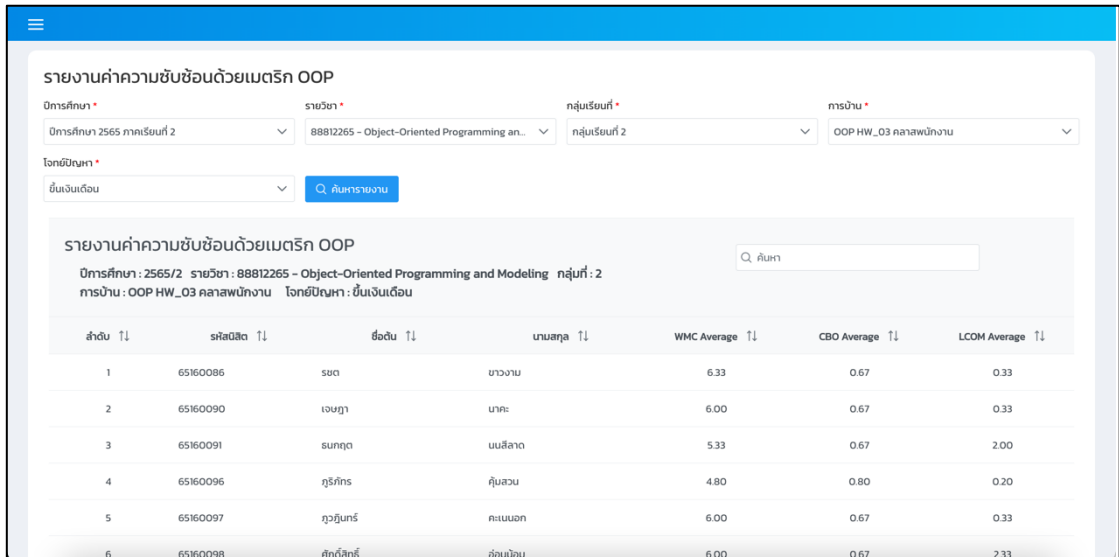 รายงานค่าความซับซ้อนด้วยเมตริก OOP
ปีการศึกษา * รายวิชา * กลุ่มเรียนที่ * การบ้าน *
ปีการศึกษา 2565 ภาคเรียนที่ 2 88812265 - Object-Oriented Programming an... กลุ่มเรียนที่ 2 OOP HW_03 คลาสพนักงาน
โจทย์ปัญหา *
ขึ้นเงินเดือน ค้นหารายงาน
รายงานค่าความซับซ้อนด้วยเมตริก OOP
ค้นหา
ปีการศึกษา : 2565/2 รายวิชา : 88812265 - Object-Oriented Programming and Modeling กลุ่มที่ : 2
การบ้าน : OOP HW_03 คลาสพนักงาน โจทย์ปัญหา : ขึ้นเงินเดือน
ลำดับ รหัสนิสิต ชื่อต้น นามสกุล WMC Average CBO Average LCOM Average
1 65160086 รชต ขาวงาม 6.33 0.67 0.33
2 65160090 เจษฎา นาคะ 6.00 0.67 0.33
3 65160091 ธนกฤต นนสีลาด 5.33 0.67 2.00
4 65160096 ภูริภัทร คุ้มสวน 4.80 0.80 0.20
5 65160097 ภูวฎินทร์ คะเนนอก 6.00 0.67 0.33
6 65160098 ศักดิ์สิทธิ์ อ่อนน้อม 6.00 0.67 2.33